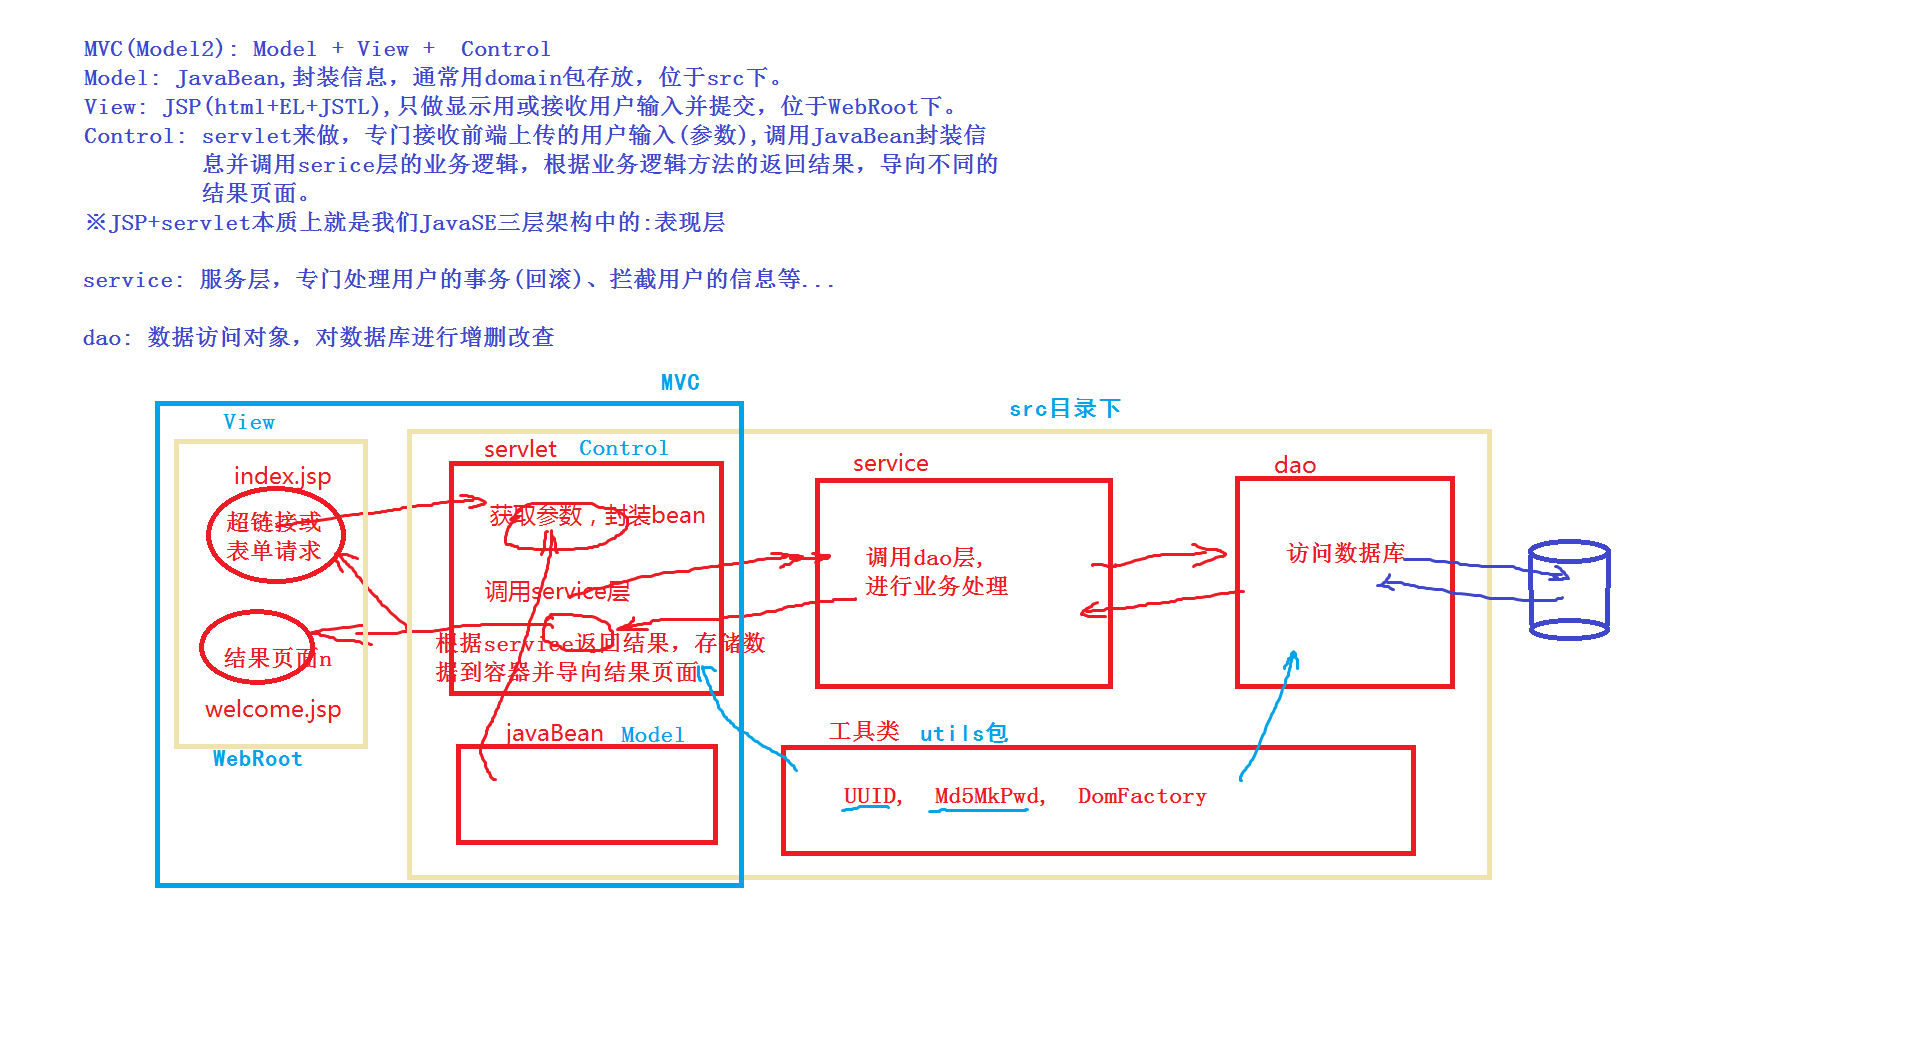 MVC(Model2): Model + View +  Control
Model: JavaBean,封装信息，通常用domain包存放，位于src下。
View: JSP(html+EL+JSTL),只做显示用或接收用户输入并提交，位于WebRoot下。
Control: servlet来做，专门接收前端上传的用户输入(参数),调用JavaBean封装信
息并调用serice层的业务逻辑，根据业务逻辑方法的返回结果，导向不同的
结果页面。
※JSP+servlet本质上就是我们JavaSE三层架构中的:表现层
service: 服务层，专门处理用户的事务(回滚)、拦截用户的信息等...
dao: 数据访问对象，对数据库进行增删改查
MVC
src目录下
View
servlet Control
service
dao
index.jsp
超链接或
表单请求
获取参数，封装bean
调用service层
调用dao层,
进行业务处理
访问数据库
根据service返回结果，存储数
据到容器并导向结果页面
结果页面n
welcome.jsp
WebRoot
javaBean Model
工具类 utils包
UUID, Md5MkPwd, DomFactory